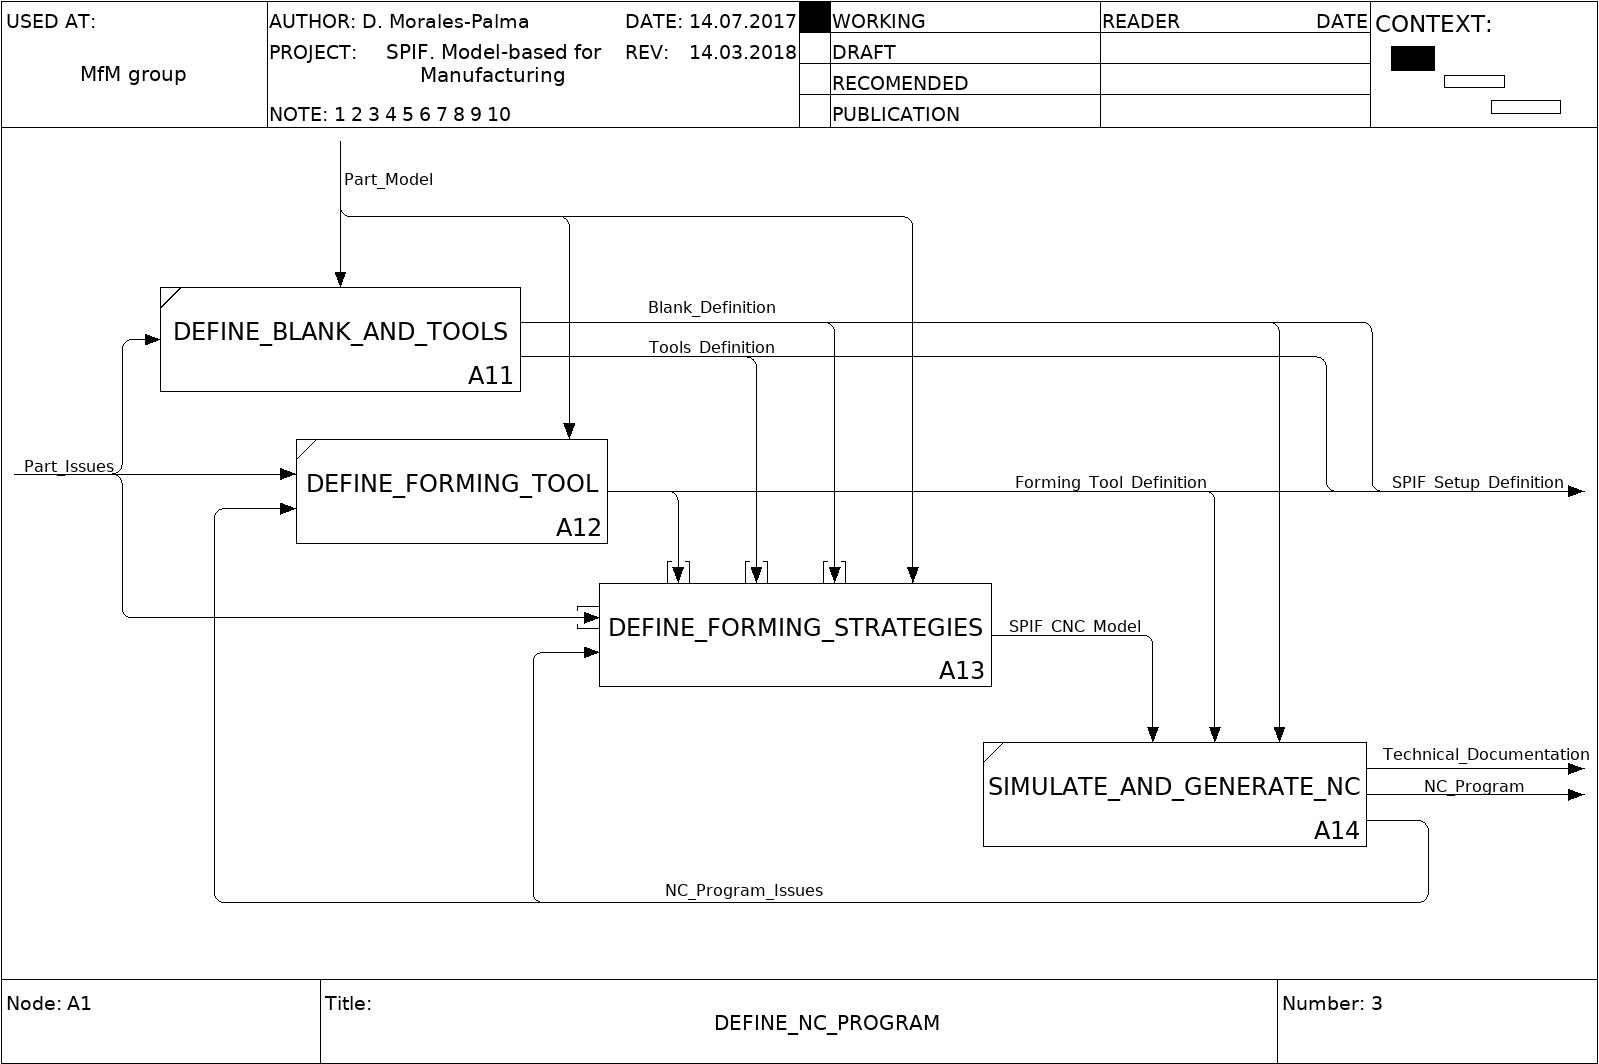 USED AT:
MfM group
AUTHOR: D. Morales-Palma
DATE: 14.07.2017
PROJECT: SPIF. Model-based for
Manufacturing
REV: 14.03.2018
NOTE: 1 2 3 4 5 6 7 8 9 10
WORKING
DRAFT
RECOMENDED
PUBLICATION
READER DATE
CONTEXT:
Part_Model
DEFINE_BLANK_AND_TOOLS
A11
Blank_Definition
Tools_Definition
Part_Issues
DEFINE_FORMING_TOOL
A12
Forming_Tool_Definition
SPIF_Setup_Definition
DEFINE_FORMING_STRATEGIES
A13
SPIF_CNC_Model
SIMULATE_AND_GENERATE_NC
A14
Technical_Documentation
NC_Program
NC_Program_Issues
Node: A1
Title:
DEFINE_NC_PROGRAM
Number: 3